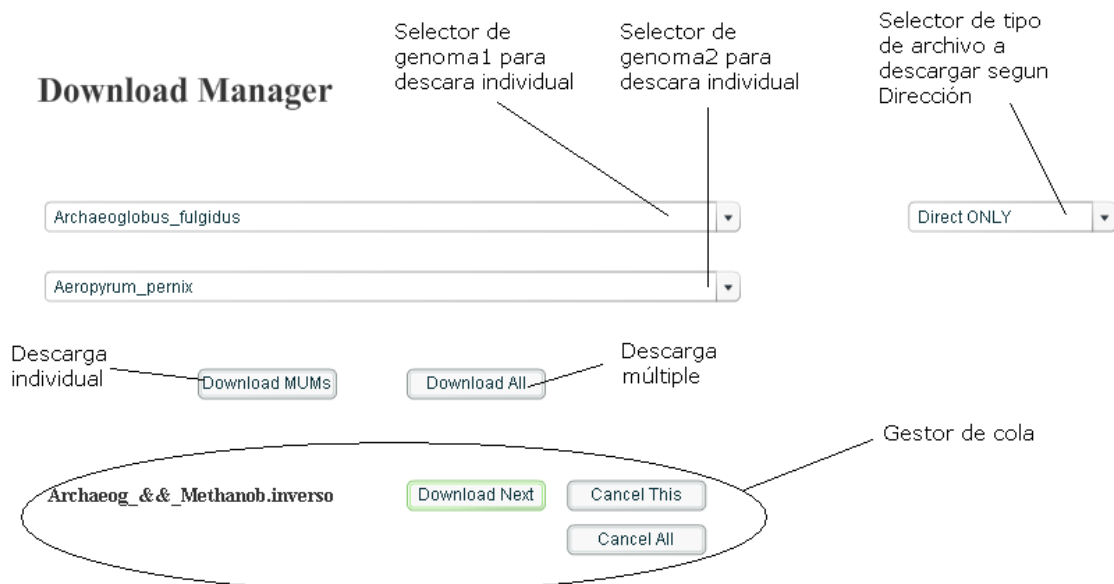 Selector de
genoma1 para
descara individual
Selector de
genoma2 para
descara individual
Selector de tipo
de archivo a
descargar segun
Dirección
Download Manager
Archaeoglobus_fulgidus
Direct ONLY
Aeropyrum_pernix
Descarga
individual
Download MUMs
Download All
Descarga
múltiple
Gestor de cola
Archaeog_&&_Methanob.inverso
Download Next
Cancel This
Cancel All